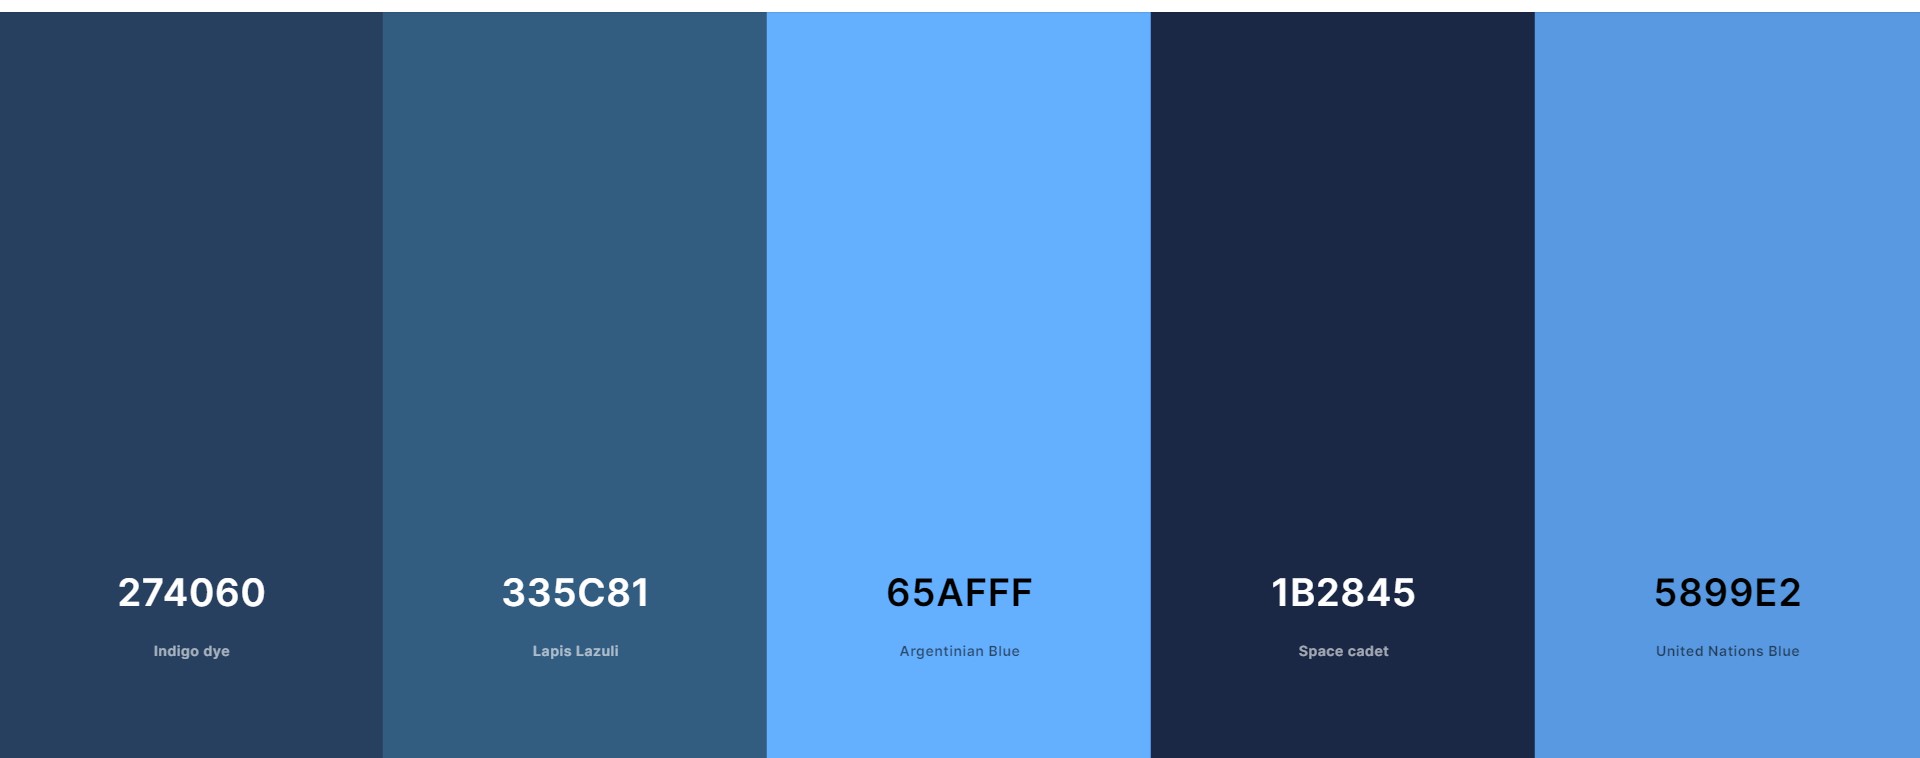 274060
Indigo dye
335C81
Lapis Lazuli
65AFFF
Argentinian Blue
1B2845
Space cadet
5899E2
United Nations Blue